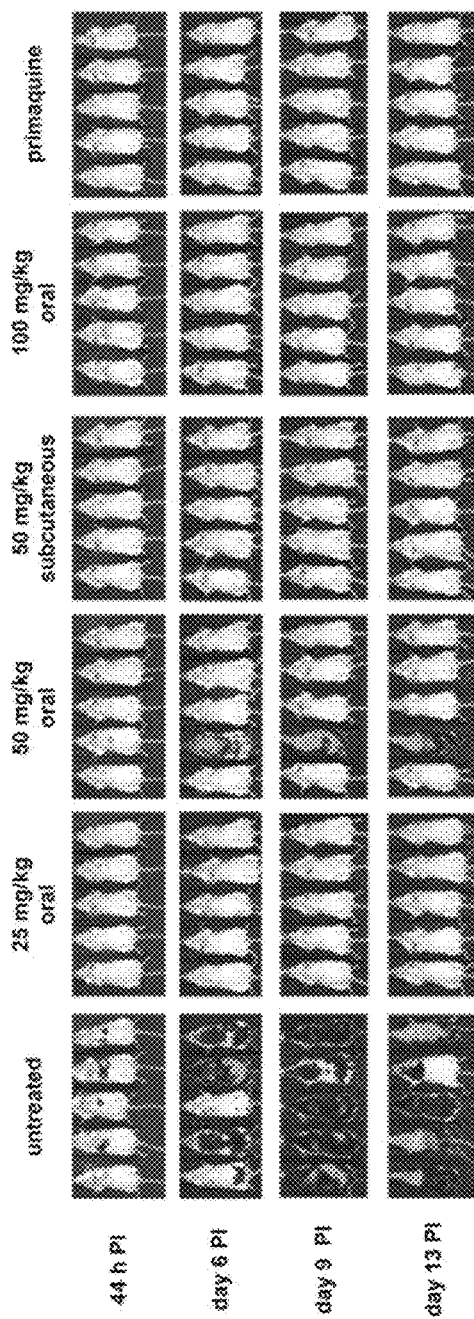 untreated
25 mg/kg
oral
50 mg/kg
oral
50 mg/kg
subcutaneous
100 mg/kg
oral
primaquine
44 h PI
day 6 PI
day 9 PI
day 13 PI